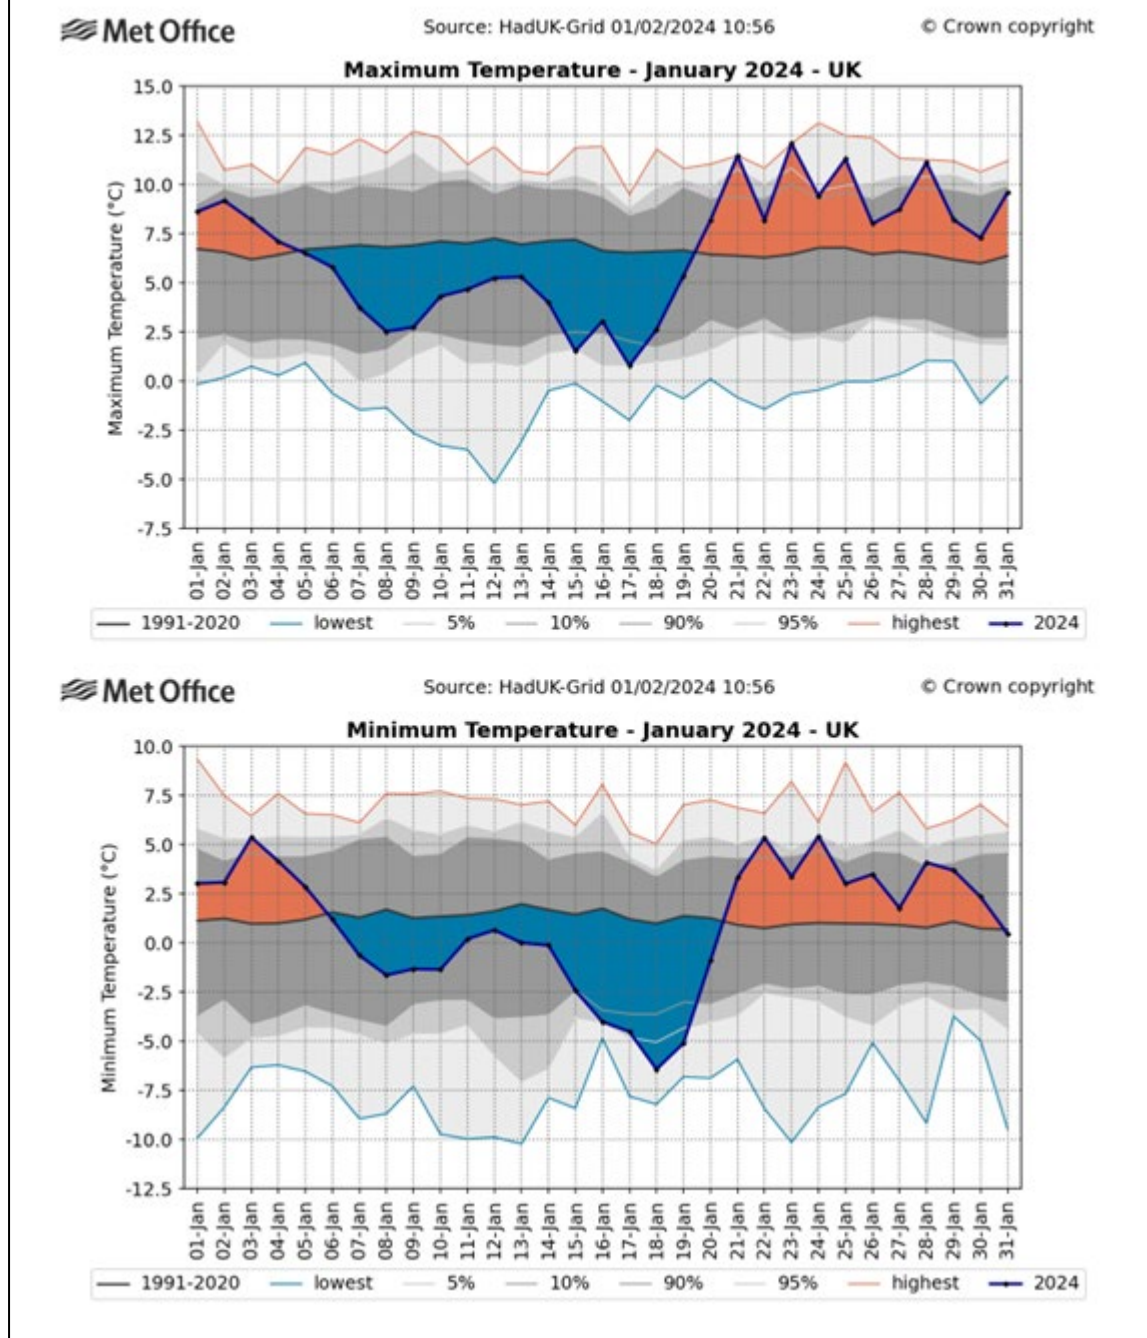 Met Office Source: HadUK-Grid 01/02/2024 10:56 © Crown copyright
Maximum Temperature - January 2024 - UK
Maximum Temperature (°C)
15.0
12.5
10.0
7.5
5.0
2.5
0.0
-2.5
-5.0
-7.5
01-Jan 02-Jan 03-Jan 04-Jan 05-Jan 06-Jan 07-Jan 08-Jan 09-Jan 10-Jan 11-Jan 12-Jan 13-Jan 14-Jan 15-Jan 16-Jan 17-Jan 18-Jan 19-Jan 20-Jan 21-Jan 22-Jan 23-Jan 24-Jan 25-Jan 26-Jan 27-Jan 28-Jan 29-Jan 30-Jan 31-Jan
1991-2020 lowest 5% 10% 90% 95% highest 2024
Met Office Source: HadUK-Grid 01/02/2024 10:56 © Crown copyright
Minimum Temperature - January 2024 - UK
Minimum Temperature (°C)
10.0
7.5
5.0
2.5
0.0
-2.5
-5.0
-7.5
-10.0
-12.5
01-Jan 02-Jan 03-Jan 04-Jan 05-Jan 06-Jan 07-Jan 08-Jan 09-Jan 10-Jan 11-Jan 12-Jan 13-Jan 14-Jan 15-Jan 16-Jan 17-Jan 18-Jan 19-Jan 20-Jan 21-Jan 22-Jan 23-Jan 24-Jan 25-Jan 26-Jan 27-Jan 28-Jan 29-Jan 30-Jan 31-Jan
1991-2020 lowest 5% 10% 90% 95% highest 2024